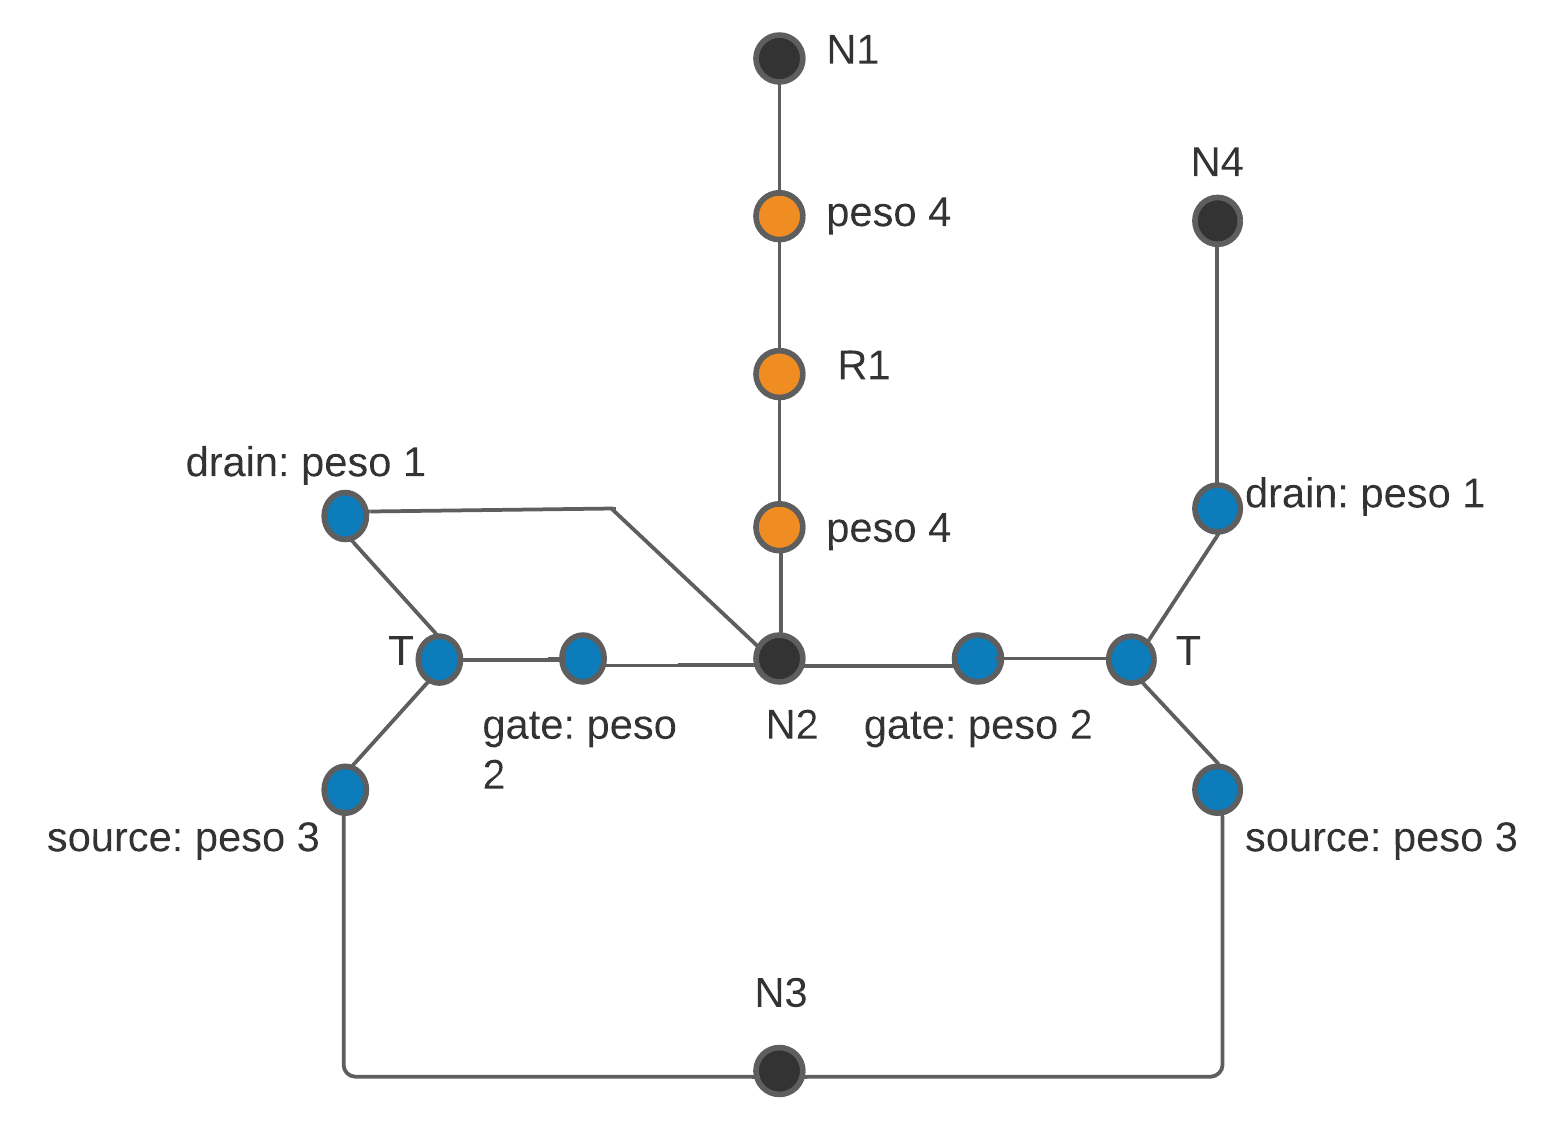 N1
N4
peso 4
R1
drain: peso 1
drain: peso 1
peso 4
T
T
gate: peso
2
N2
gate: peso 2
source: peso 3
source: peso 3
N3